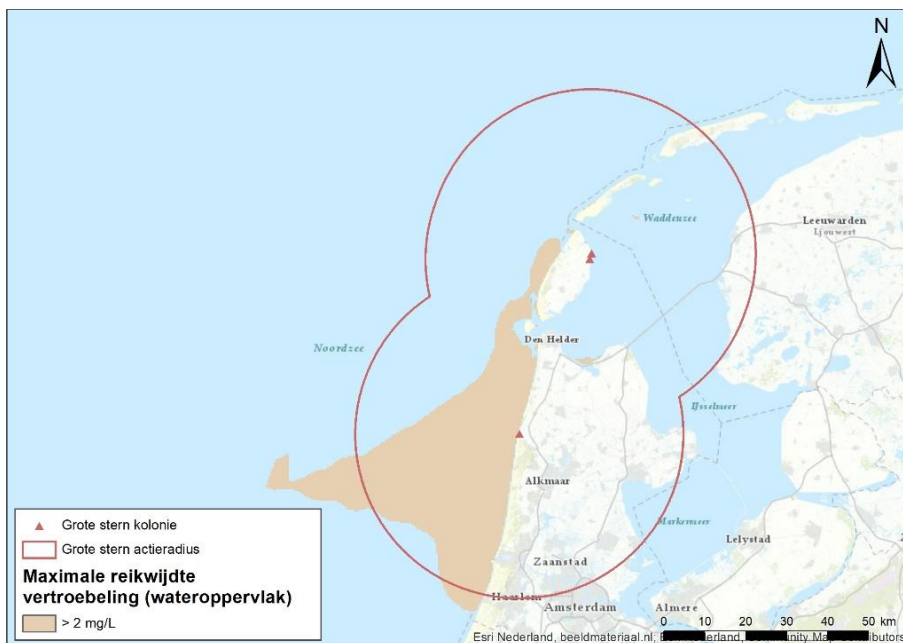 N
Waddenzee
Leeuwarden
Ljouwert
Noordzee
Den Helder
IJsselmeer
Alkmaar
Markermeer
Lelystad
Zaanstad
Haarlem
Amsterdam
Almere
Grote stern kolonie
Grote stern actieradius
Maximale reikwijdte
vertroebeling (wateroppervlak)
> 2 mg/L
0 10 20 30 40 50 km
Esri Nederland, beeldmateriaal.nl;